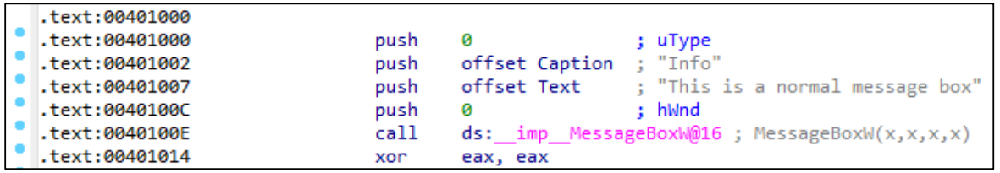 .text:00401000
.text:00401000 push 0 ; uType
.text:00401002 push offset Caption ; "Info"
.text:00401007 push offset Text ; "This is a normal message box"
.text:0040100C push 0 ; hWnd
.text:0040100E call ds:__imp__MessageBoxW@16 ; MessageBoxW(x,x,x,x)
.text:00401014 xor eax, eax